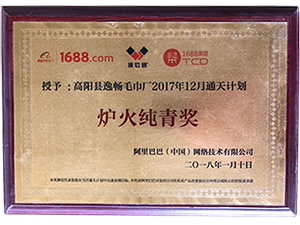 1688.com
诚信通
1688渠道
TCD
授予：高阳县逸畅毛巾厂2017年12月通天计划
炉火纯青奖
阿里巴巴（中国）网络技术有限公司
二〇一八年一月十日